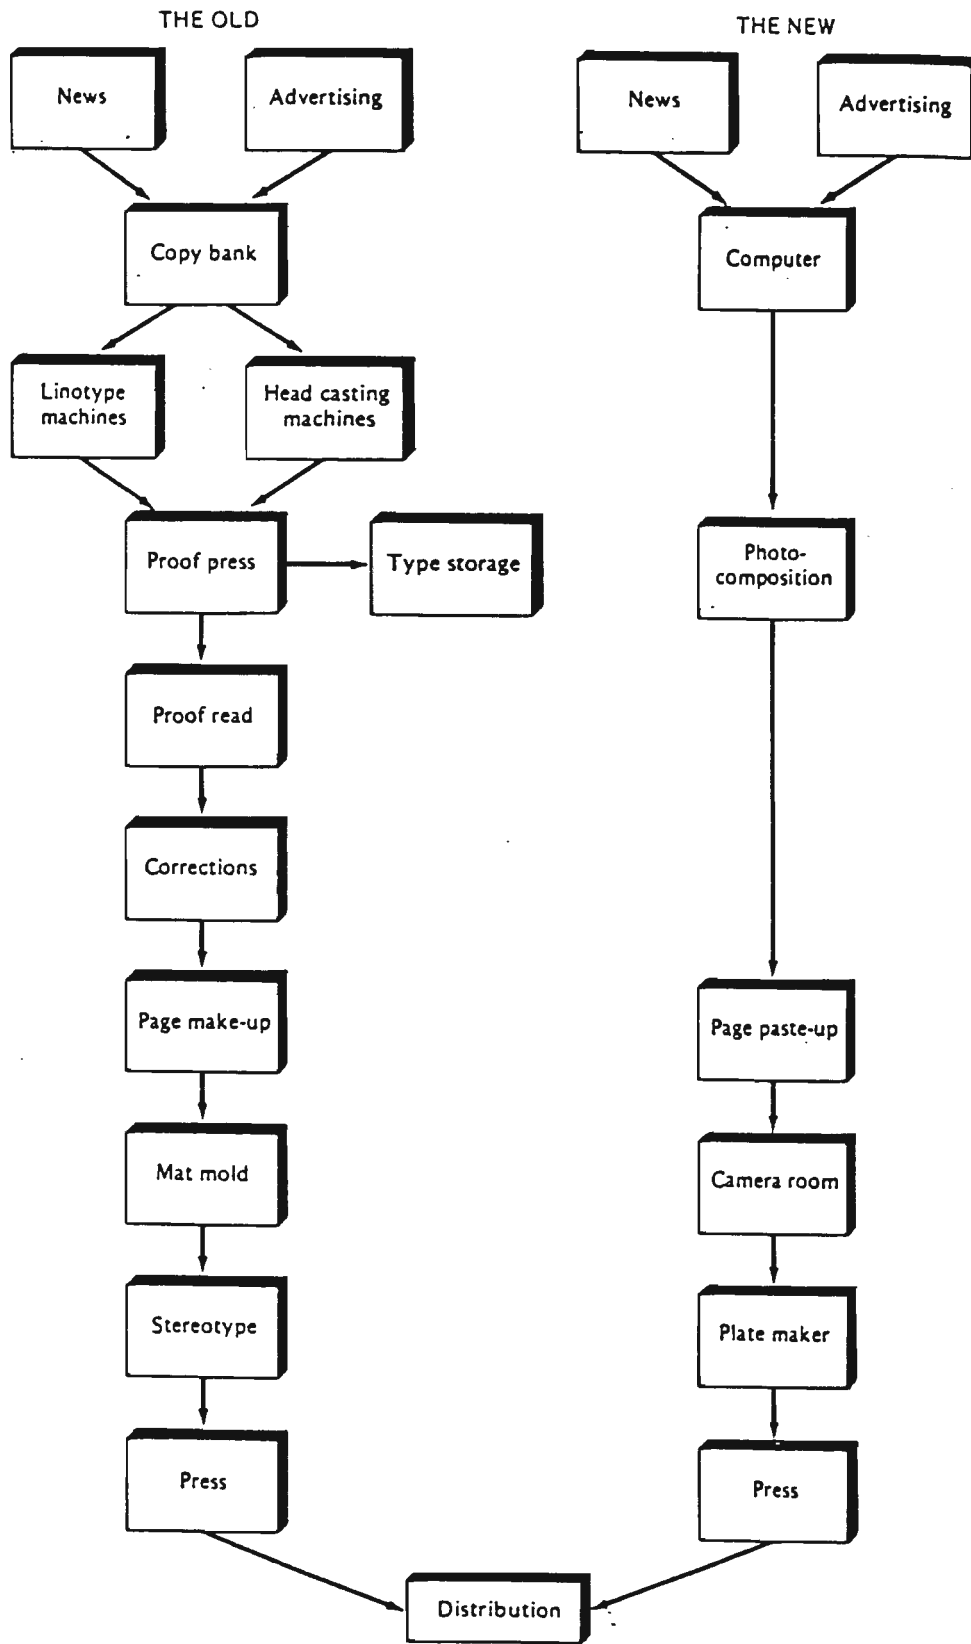 THE OLD
News
Advertising
Copy bank
Linotype
machines
Head casting
machines
Proof press
Type storage
Proof read
Corrections
Page make-up
Mat mold
Stereotype
Press
THE NEW
News
Advertising
Computer
Photo-
composition
Page paste-up
Camera room
Plate maker
Press
Distribution